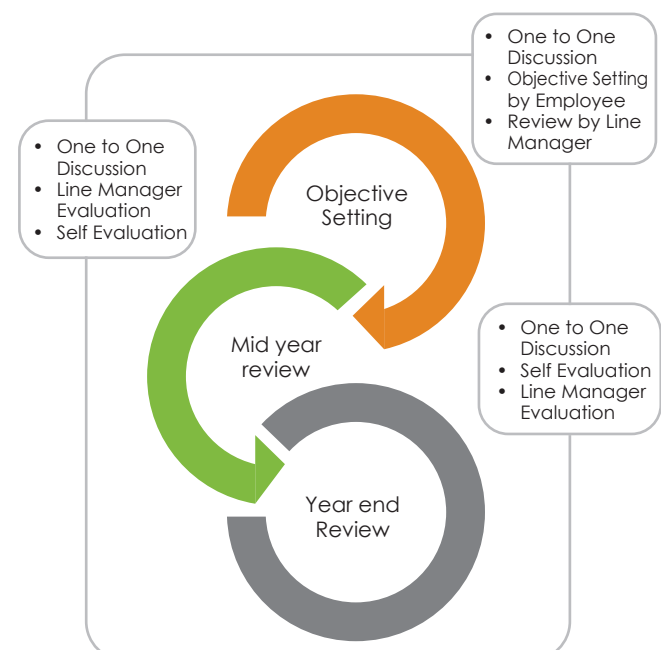 • One to One
Discussion
• Objective Setting
by Employee
• Review by Line
Manager
• One to One
Discussion
• Line Manager
Evaluation
• Self Evaluation
Objective
Setting
Mid year
review
• One to One
Discussion
• Self Evaluation
• Line Manager
Evaluation
Year end
Review